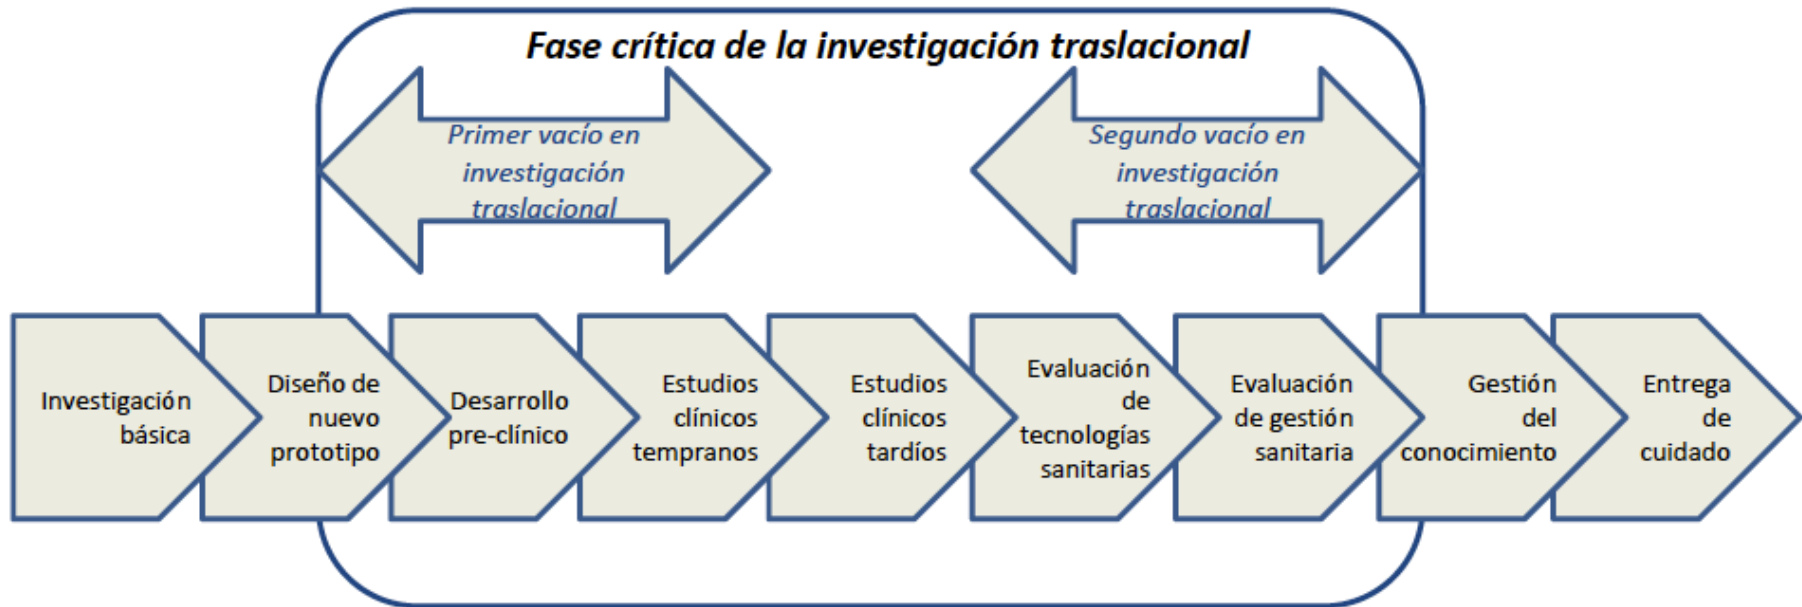 Fase crítica de la investigación traslacional
Primer vacío en
investigación
traslacional
Segundo vacío en
investigación
traslacional
Investigación
básica
Diseño de
nuevo
prototipo
Desarrollo
pre-clínico
Estudios
clínicos
tempranos
Estudios
clínicos
tardíos
Evaluación
de
tecnologías
sanitarias
Evaluación
de gestión
sanitaria
Gestión
del
conocimiento
Entrega
de
cuidado